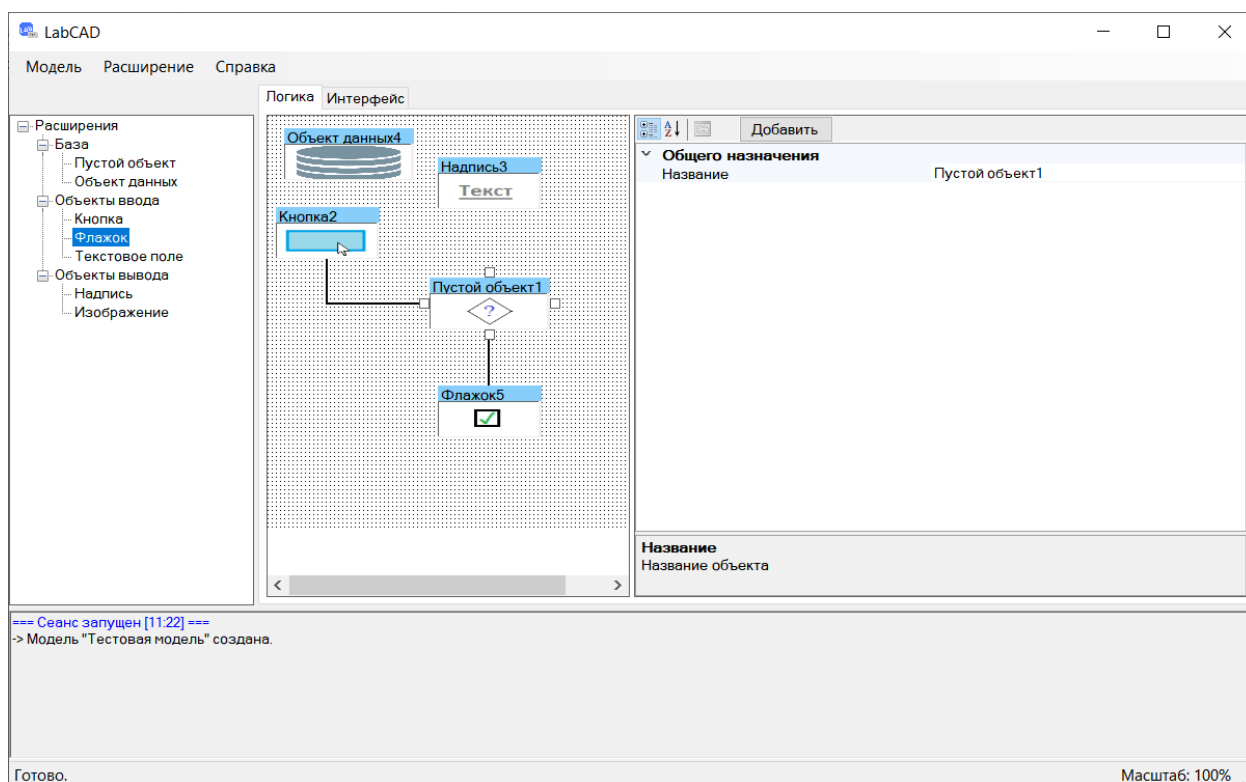 LabCAD
Модель Расширение Справка
Логика Интерфейс
Расширения
База
Пустой объект
Объект данных
Объекты ввода
Кнопка
Флажок
Текстовое поле
Объекты вывода
Надпись
Изображение
Объект данных4
Надпись3
Текст
Кнопка2
Пустой объект1
?
Флажок5
Добавить
Общего назначения
Название Пустой объект1
Название
Название объекта
=== Сеанс запущен [11:22] ===
-> Модель "Тестовая модель" создана.
Готово. Масштаб: 100%